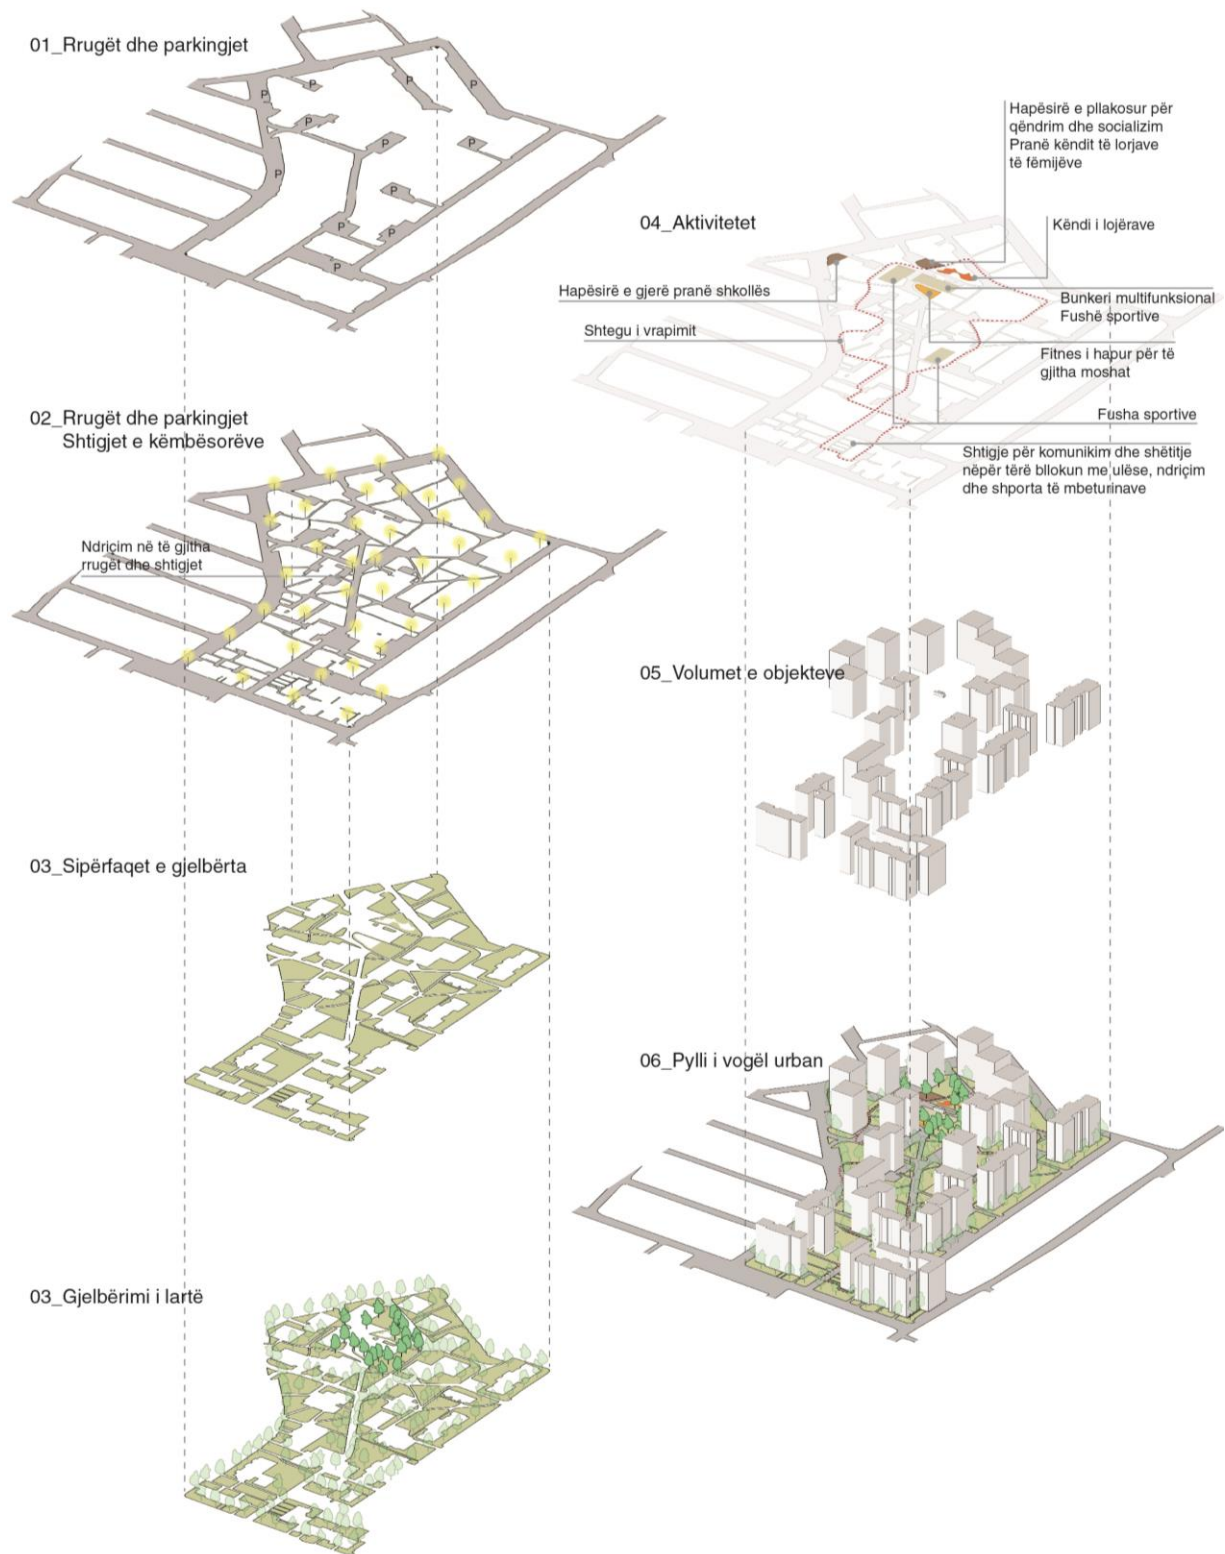 01_Rrugët dhe parkingjet
P
P
P
P
P
P
P
P
P
P
P
P
02_Rrugët dhe parkingjet
Shtigjet e këmbësorëve
Ndriçim në të gjitha
rrugët dhe shtigjet
03_Sipërfaqet e gjelbërta
03_Gjelbërimi i lartë
04_Aktivitetet
Hapësirë e pllakosur për
qëndrim dhe socializim
Pranë këndit të lorjave
të fëmijëve
Këndi i lojërave
Hapësirë e gjerë pranë shkollës
Bunkeri multifunksional
Fushë sportive
Shtegu i vrapimit
Fitnes i hapur për të
gjitha moshat
Fusha sportive
Shtigje për komunikim dhe shëtitje
nëpër tërë bllokun me ulëse, ndriçim
dhe shporta të mbeturinave
05_Volumet e objekteve
06_Pylli i vogël urban